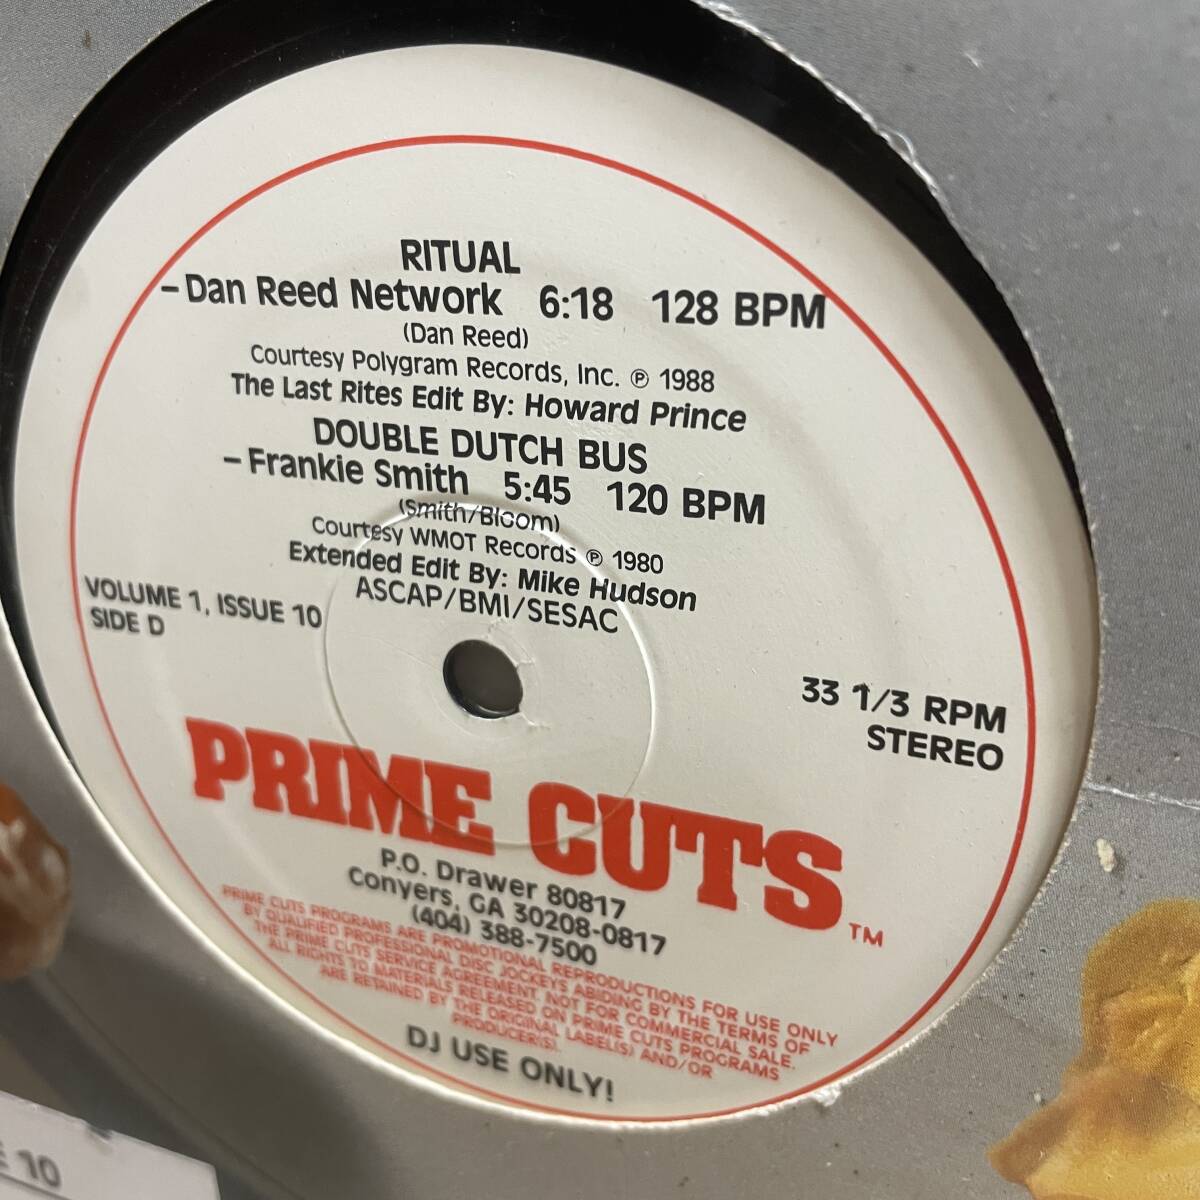 RITUAL
–Dan Reed Network 6:18 128 BPM
(Dan Reed)
Courtesy Polygram Records, Inc. ℗ 1988
The Last Rites Edit By: Howard Prince
DOUBLE DUTCH BUS
–Frankie Smith 5:45 120 BPM
(Smith/Bloom)
Courtesy WMOT Records ℗ 1980
Extended Edit By: Mike Hudson
ASCAP/BMI/SESAC
VOLUME 1, ISSUE 10
SIDE D
33 1/3 RPM
STEREO
PRIME CUTS™
P.O. Drawer 80817
Conyers, GA 30208-0817
(404) 388-7500
PRIME CUTS PROGRAMS ARE PROMOTIONAL REPRODUCTIONS FOR USE ONLY
BY QUALIFIED PROFESSIONAL DISC JOCKEYS ABIDING BY THE TERMS OF
THE PRIME CUTS SERVICE AGREEMENT. NOT FOR COMMERCIAL SALE.
ALL RIGHTS TO MATERIALS RELEASED ON PRIME CUTS PROGRAMS
ARE RETAINED BY THE ORIGINAL LABEL(S) AND/OR
PRODUCER(S).
DJ USE ONLY!
10